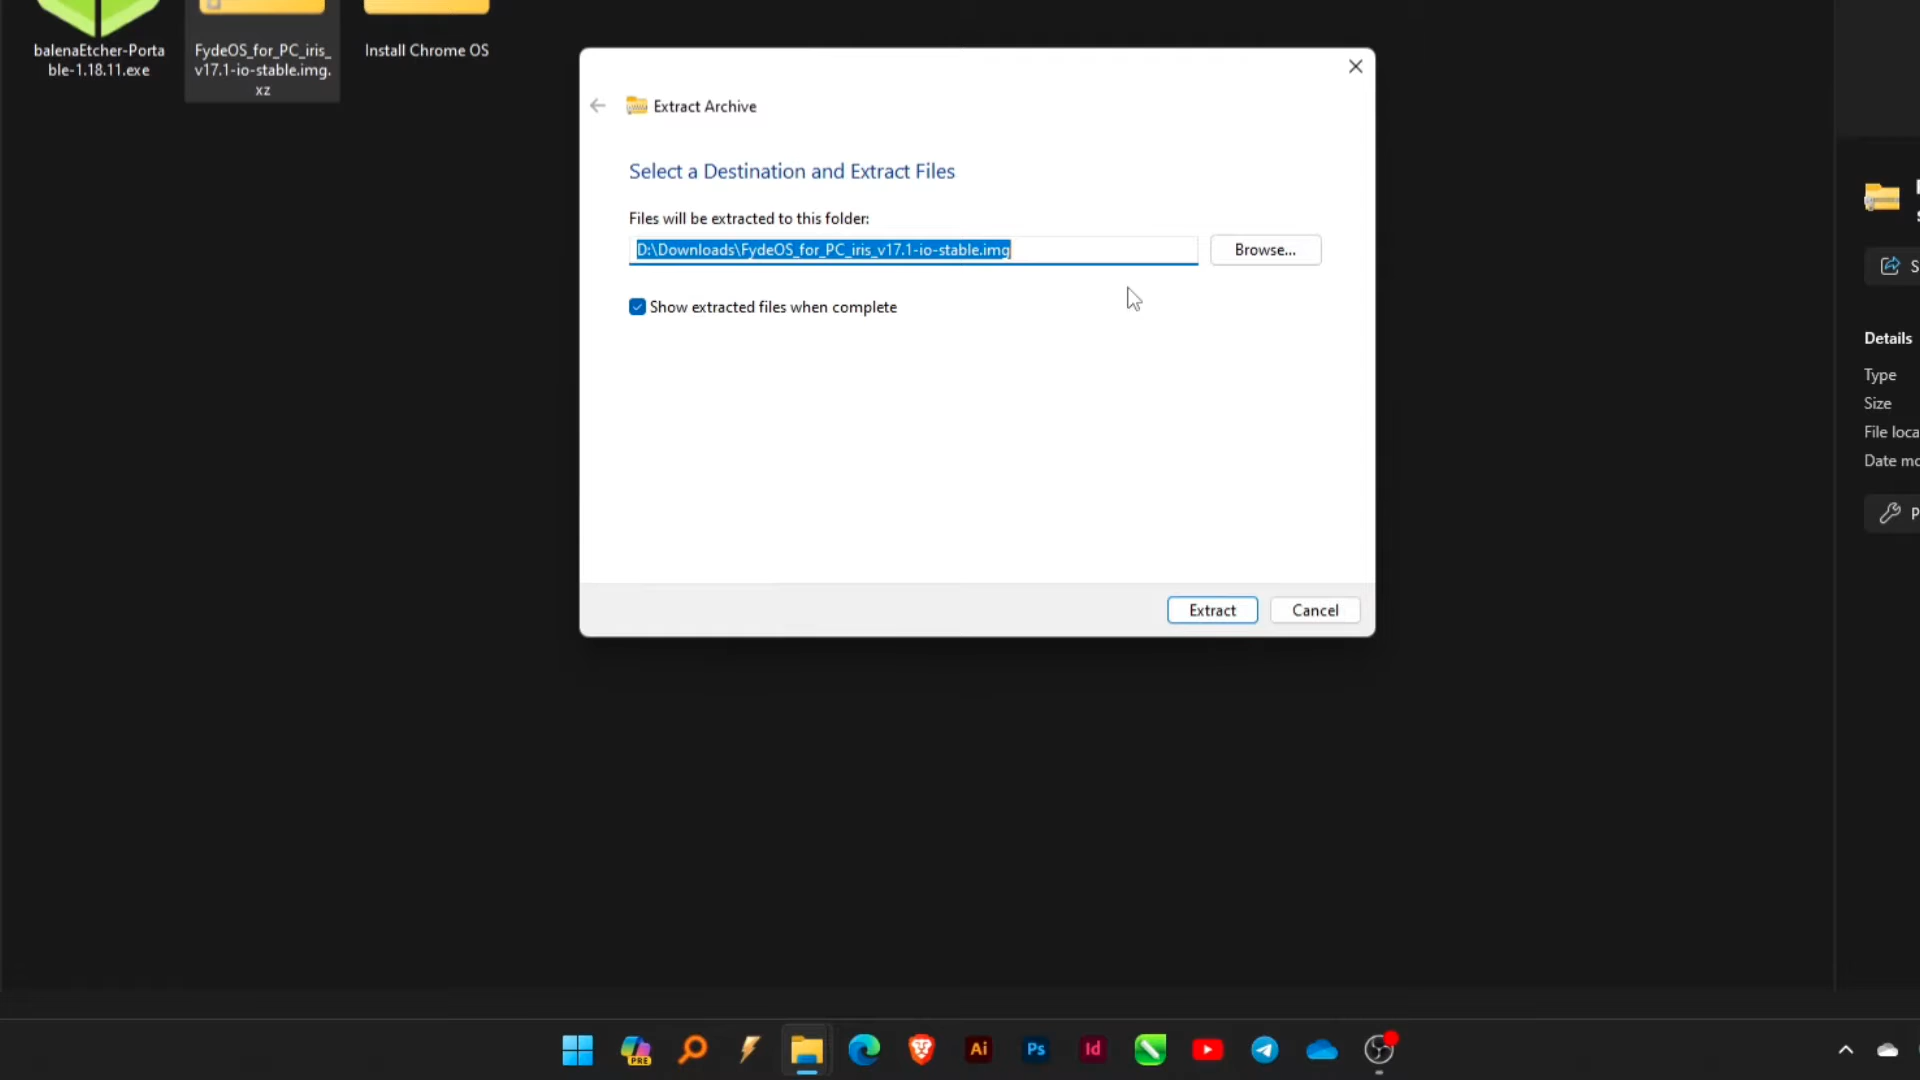 balenaEtcher-Porta
ble-1.18.11.exe
FydeOS_for_PC_iris_
v17.1-io-stable.img.
xz
Install Chrome OS
Extract Archive
Select a Destination and Extract Files
Files will be extracted to this folder:
D:\Downloads\FydeOS_for_PC_iris_v17.1-io-stable.img
Browse...
Show extracted files when complete
Extract
Cancel
Details
Type
Size
File loca
Date mo
P
PRE
Ai
Ps
Id